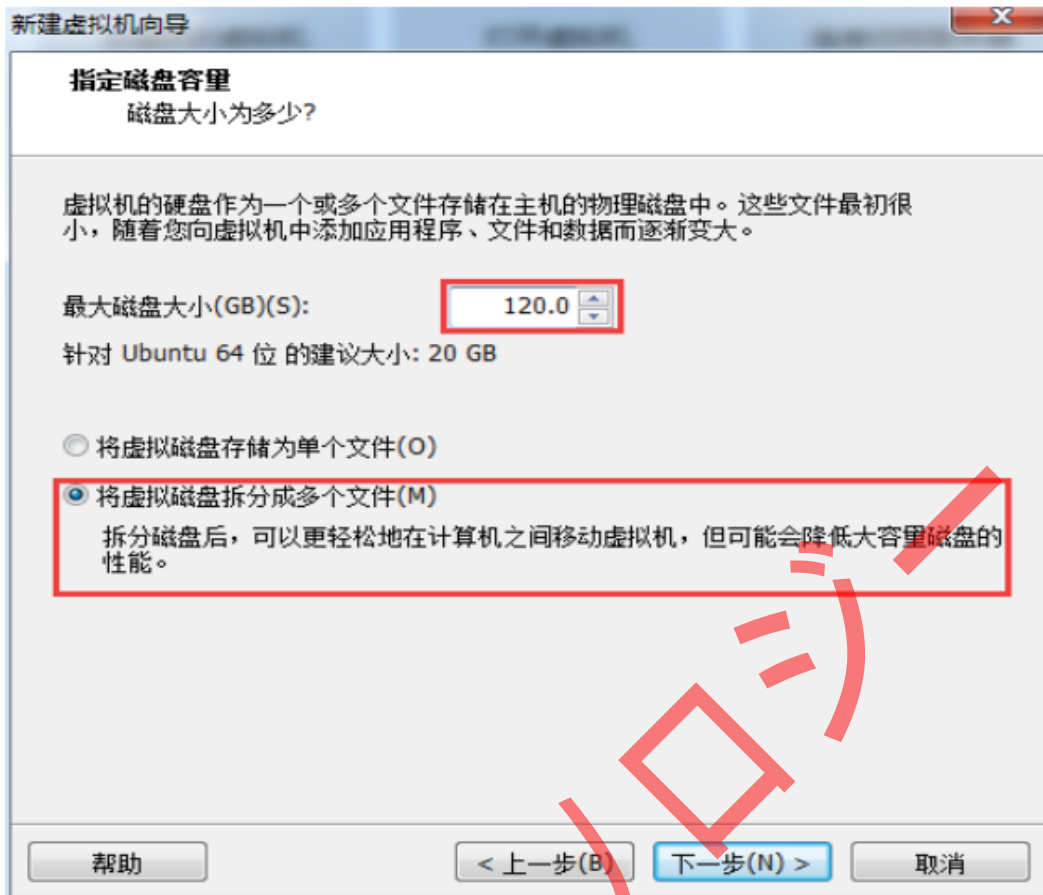 新建虚拟机向导
指定磁盘容量
磁盘大小为多少?
虚拟机的硬盘作为一个或多个文件存储在主机的物理磁盘中。这些文件最初很
小，随着您向虚拟机中添加应用程序、文件和数据而逐渐变大。
最大磁盘大小(GB)(S): 120.0
针对 Ubuntu 64 位 的建议大小: 20 GB
将虚拟磁盘存储为单个文件(O)
将虚拟磁盘拆分成多个文件(M)
拆分磁盘后，可以更轻松地在计算机之间移动虚拟机，但可能会降低大容量磁盘的
性能。
ノロジー
帮助 < 上一步(B) 下一步(N) > 取消